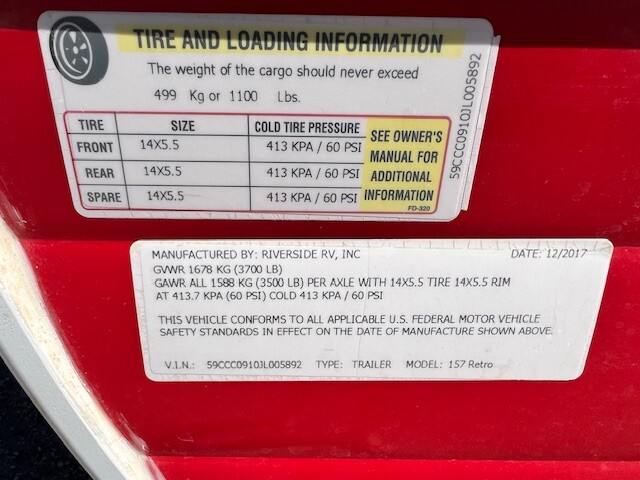 TIRE AND LOADING INFORMATION
The weight of the cargo should never exceed
499 Kg or 1100 Lbs.
TIRE SIZE COLD TIRE PRESSURE
FRONT 14X5.5 413 KPA / 60 PSI
REAR 14X5.5 413 KPA / 60 PSI
SPARE 14X5.5 413 KPA / 60 PSI
SEE OWNER'S
MANUAL FOR
ADDITIONAL
INFORMATION
FD-320
59CCC0910JL005892
MANUFACTURED BY: RIVERSIDE RV, INC DATE: 12/2017
GVWR 1678 KG (3700 LB)
GAWR ALL 1588 KG (3500 LB) PER AXLE WITH 14X5.5 TIRE 14X5.5 RIM
AT 413.7 KPA (60 PSI) COLD 413 KPA / 60 PSI
THIS VEHICLE CONFORMS TO ALL APPLICABLE U.S. FEDERAL MOTOR VEHICLE
SAFETY STANDARDS IN EFFECT ON THE DATE OF MANUFACTURE SHOWN ABOVE.
V.I.N.: 59CCC0910JL005892 TYPE: TRAILER MODEL: 157 Retro